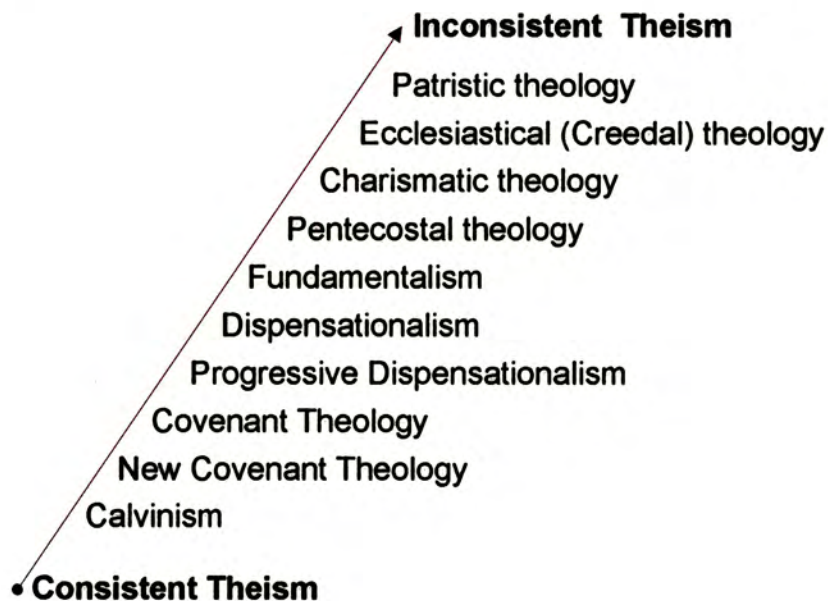 Inconsistent Theism
Patristic theology
Ecclesiastical (Creedal) theology
Charismatic theology
Pentecostal theology
Fundamentalism
Dispensationalism
Progressive Dispensationalism
Covenant Theology
New Covenant Theology
Calvinism
Consistent Theism